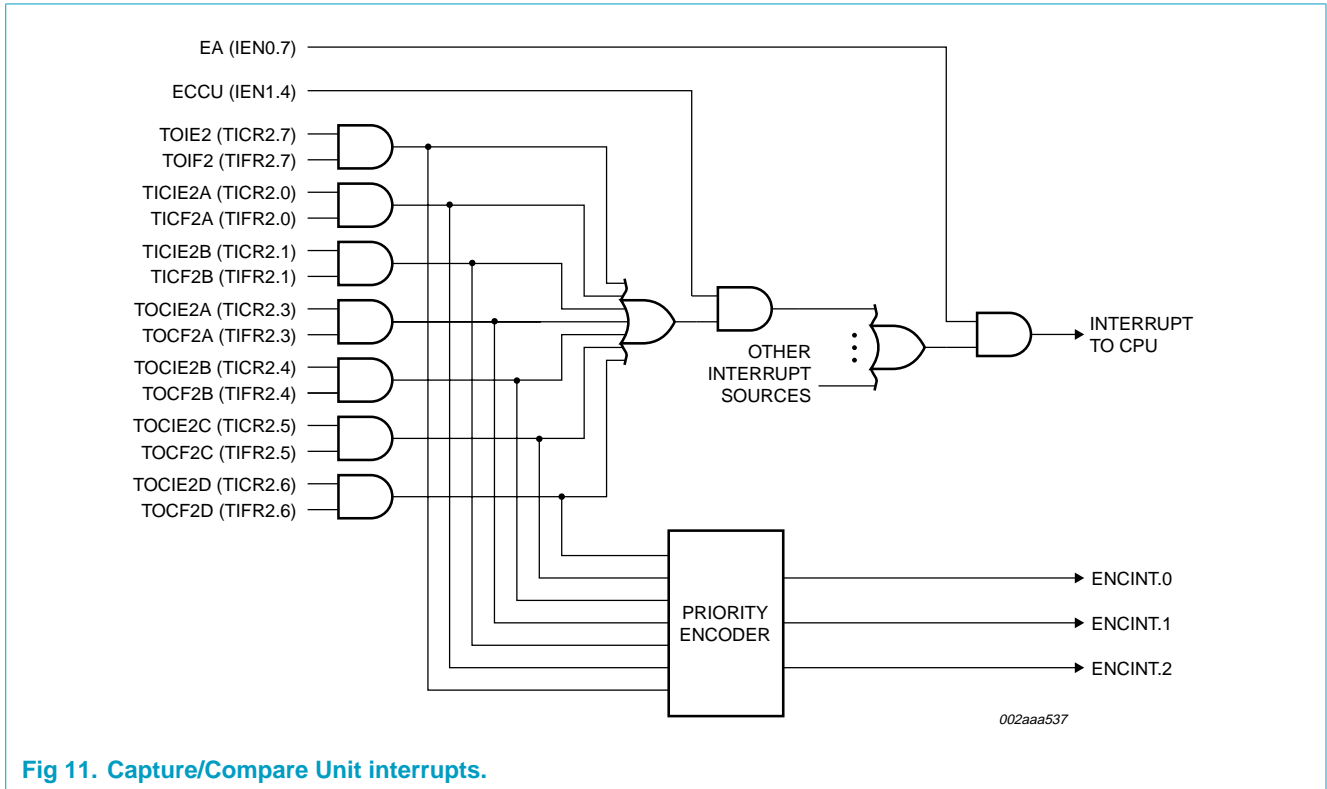 EA (IEN0.7)
ECCU (IEN1.4)
TOIE2 (TICR2.7)
TOIF2 (TIFR2.7)
TICIE2A (TICR2.0)
TICF2A (TIFR2.0)
TICIE2B (TICR2.1)
TICF2B (TIFR2.1)
TOCIE2A (TICR2.3)
TOCF2A (TIFR2.3)
TOCIE2B (TICR2.4)
TOCF2B (TIFR2.4)
TOCIE2C (TICR2.5)
TOCF2C (TIFR2.5)
TOCIE2D (TICR2.6)
TOCF2D (TIFR2.6)
OTHER
INTERRUPT
SOURCES
INTERRUPT
TO CPU
PRIORITY
ENCODER
ENCINT.0
ENCINT.1
ENCINT.2
002aaa537
Fig 11. Capture/Compare Unit interrupts.